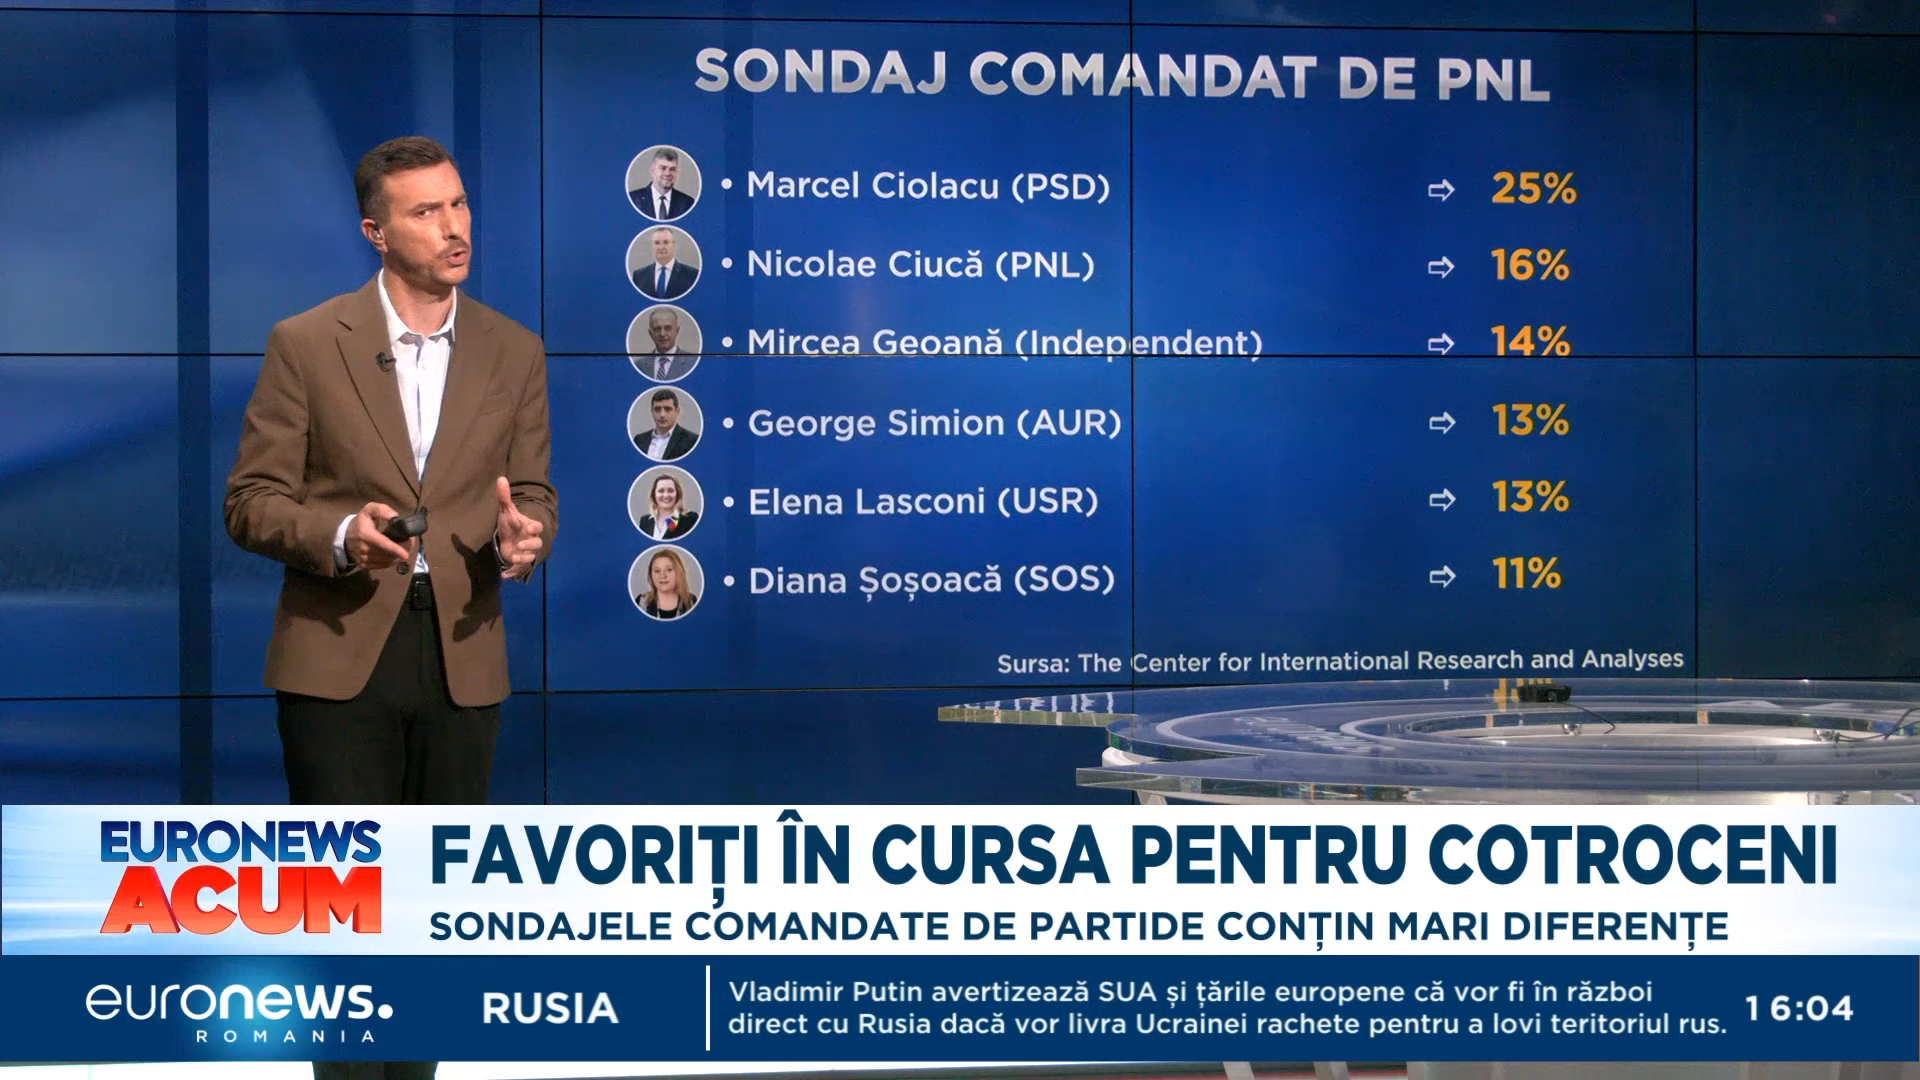 SONDAJ COMANDAT DE PNL
• Marcel Ciolacu (PSD) ⇨ 25%
• Nicolae Ciucă (PNL) ⇨ 16%
• Mircea Geoană (Independent) ⇨ 14%
• George Simion (AUR) ⇨ 13%
• Elena Lasconi (USR) ⇨ 13%
• Diana Șoșoacă (SOS) ⇨ 11%
Sursa: The Center for International Research and Analyses
EURONEWS
ACUM
FAVORIȚI ÎN CURSA PENTRU COTROCENI
SONDAJELE COMANDATE DE PARTIDE CONȚIN MARI DIFERENȚE
euronews.
ROMANIA
RUSIA
Vladimir Putin avertizează SUA și țările europene că vor fi în război
direct cu Rusia dacă vor livra Ucrainei rachete pentru a lovi teritoriul rus.
16:04